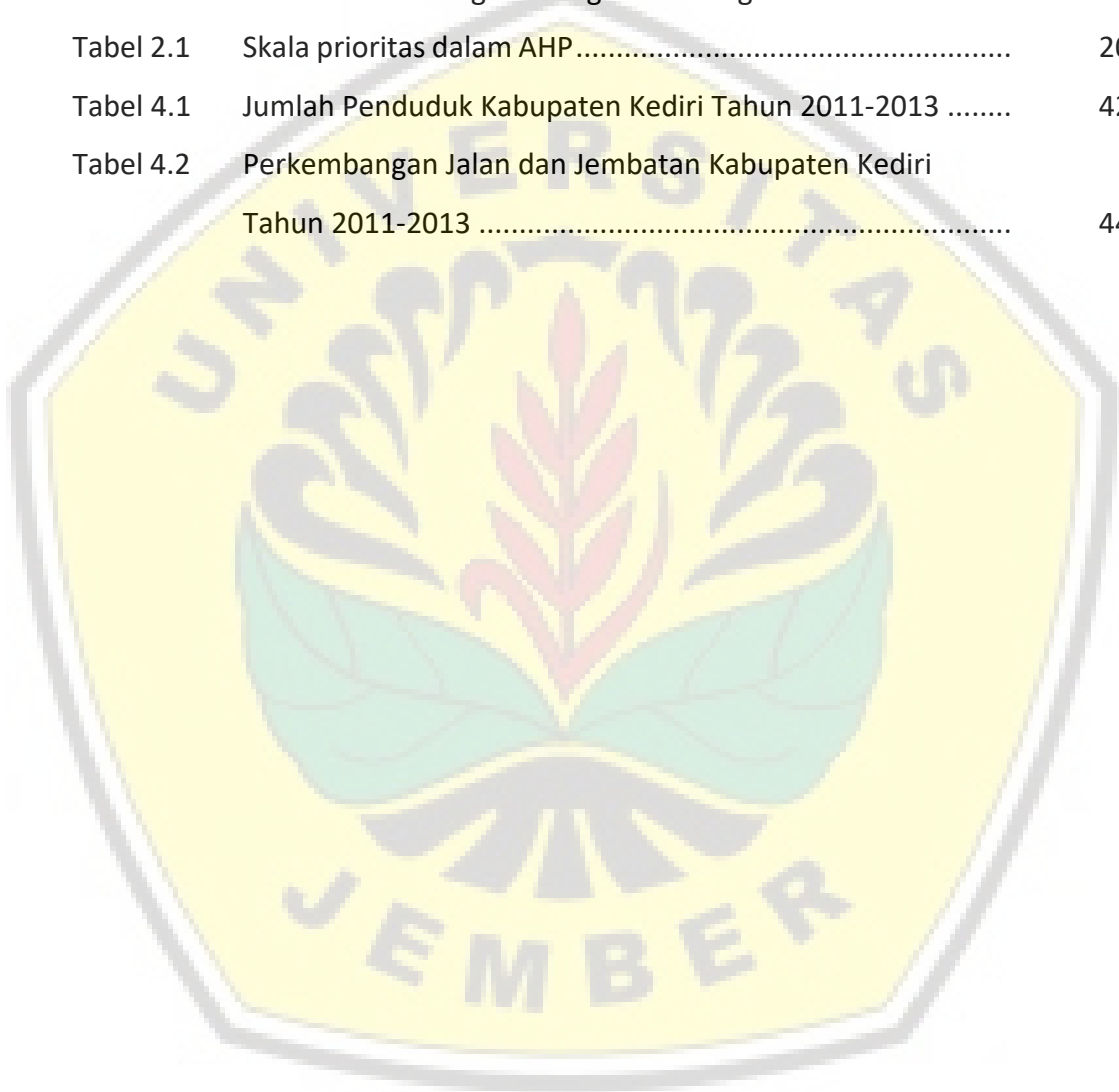 Tabel 2.1 Skala prioritas dalam AHP
Tabel 4.1 Jumlah Penduduk Kabupaten Kediri Tahun 2011-2013 ........
Tabel 4.2 Perkembangan Jalan dan Jembatan Kabupaten Kediri
Tahun 2011-2013 .................................................................. 44
UNIVERSITAS
JEMBER